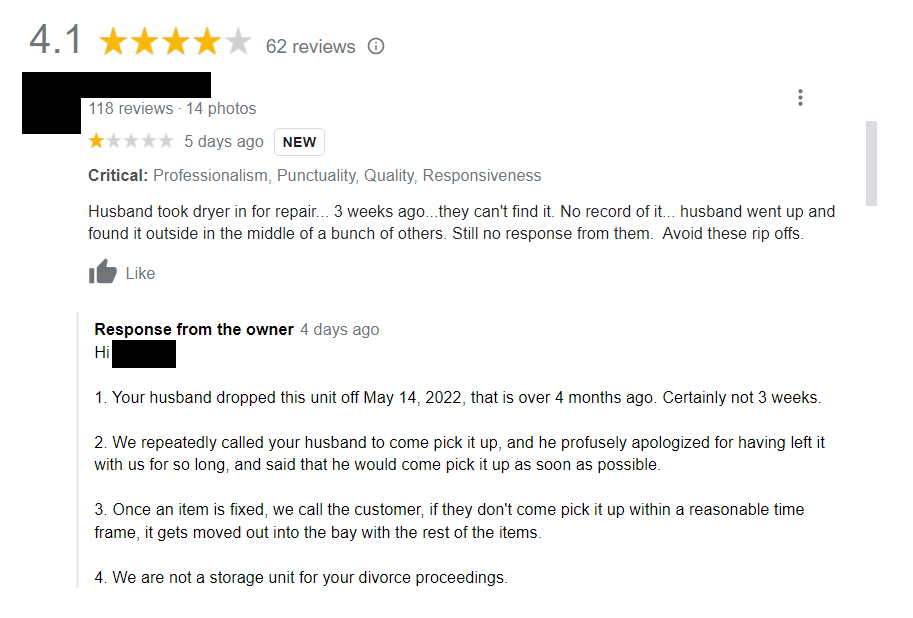 4.1 62 reviews
118 reviews · 14 photos
5 days ago NEW
Critical: Professionalism, Punctuality, Quality, Responsiveness
Husband took dryer in for repair... 3 weeks ago...they can't find it. No record of it... husband went up and
found it outside in the middle of a bunch of others. Still no response from them.  Avoid these rip offs.
Like
Response from the owner 4 days ago
Hi
1. Your husband dropped this unit off May 14, 2022, that is over 4 months ago. Certainly not 3 weeks.
2. We repeatedly called your husband to come pick it up, and he profusely apologized for having left it
with us for so long, and said that he would come pick it up as soon as possible.
3. Once an item is fixed, we call the customer, if they don't come pick it up within a reasonable time
frame, it gets moved out into the bay with the rest of the items.
4. We are not a storage unit for your divorce proceedings.